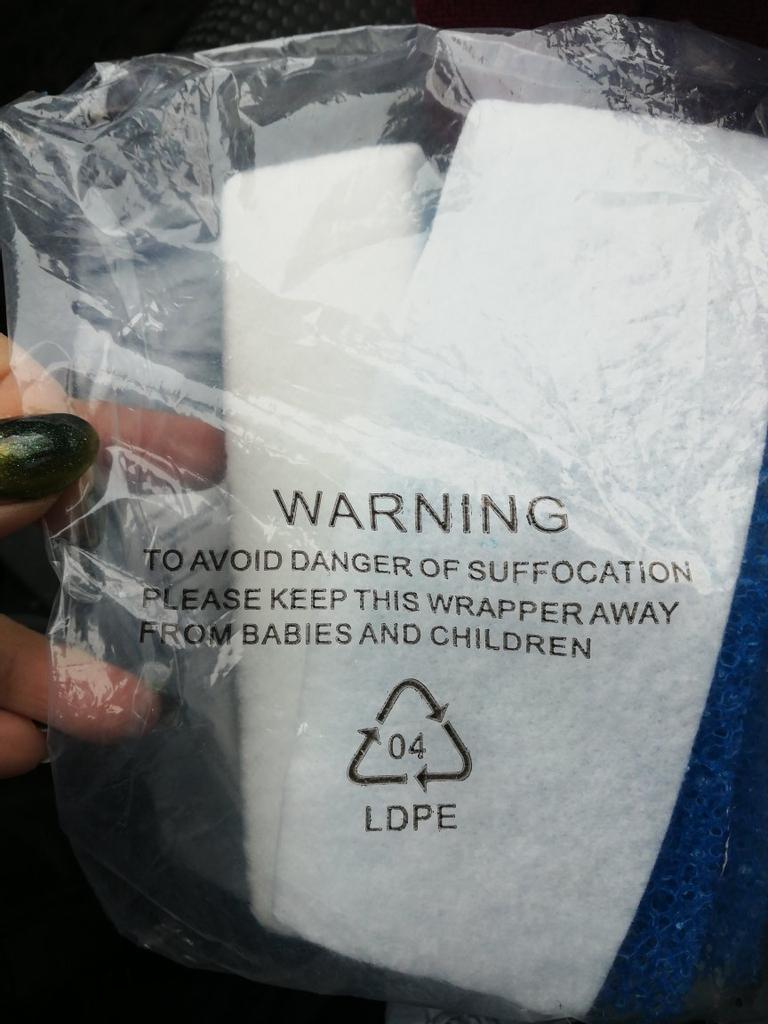 WARNING
TO AVOID DANGER OF SUFFOCATION
PLEASE KEEP THIS WRAPPER AWAY
FROM BABIES AND CHILDREN
04
LDPE